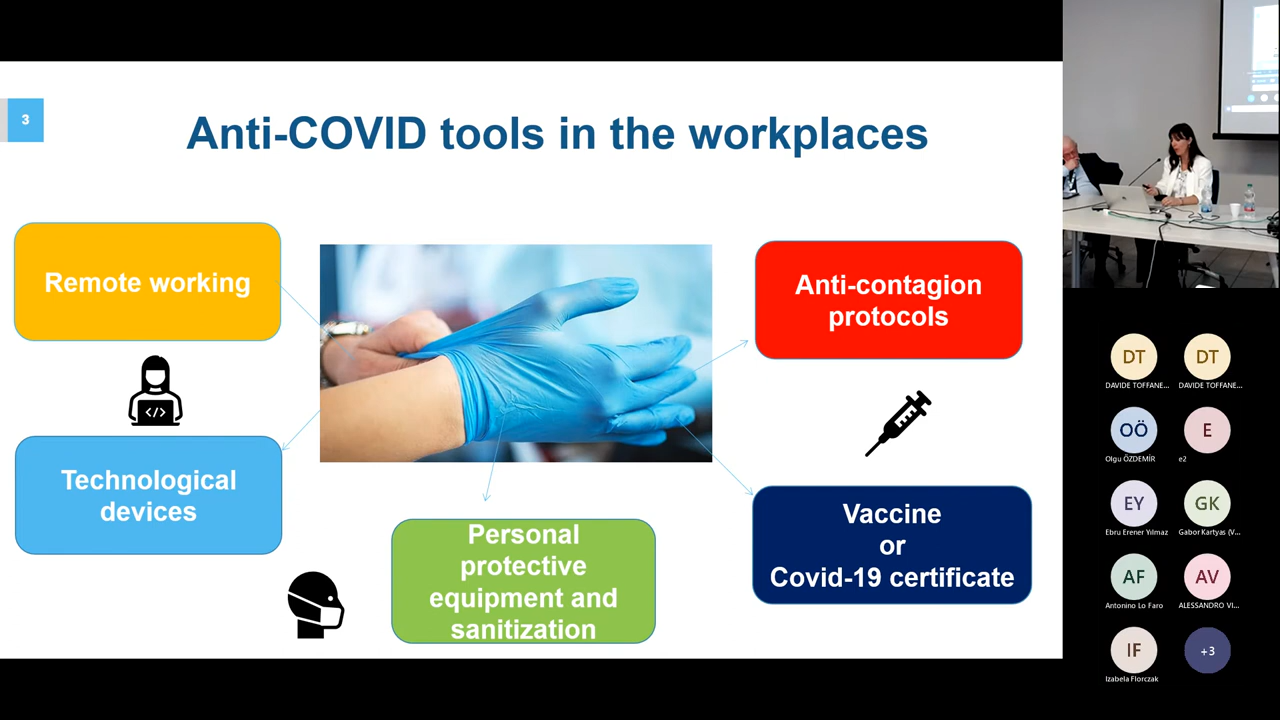 3
Anti-COVID tools in the workplaces
Remote working
</>
Technological
devices
Personal
protective
equipment and
sanitization
Anti-contagion
protocols
Vaccine
or
Covid-19 certificate
DT
DAVIDE TOFFANE...
DT
DAVIDE TOFFANE...
OÖ
Olgu ÖZDEMİR
E
e2
EY
Ebru Erener Yılmaz
GK
Gabor Kartyas (V...
AF
Antonino Lo Faro
AV
ALESSANDRO VI...
IF
Izabela Florczak
+3